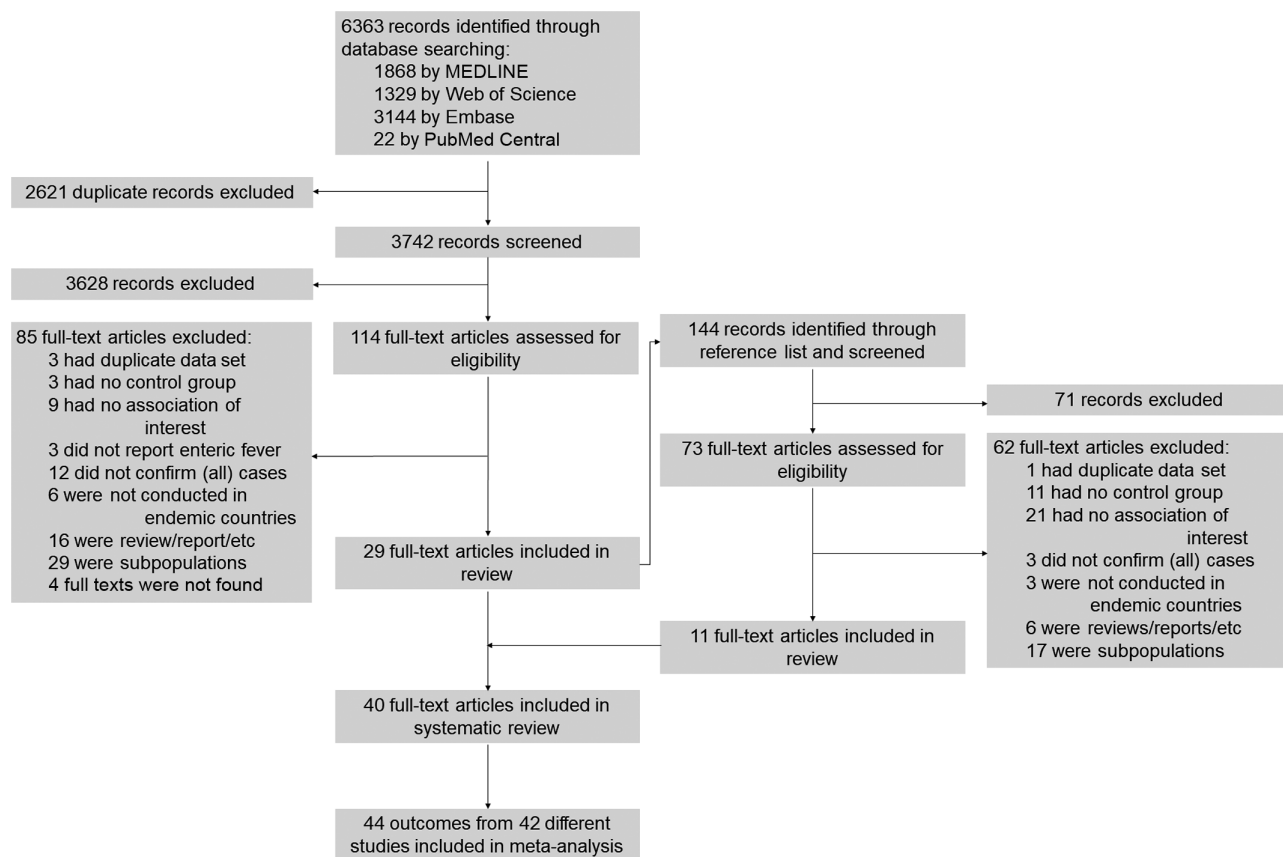 6363 records identified through
database searching:
1868 by MEDLINE
1329 by Web of Science
3144 by Embase
22 by PubMed Central
2621 duplicate records excluded
3742 records screened
3628 records excluded
114 full-text articles assessed for
eligibility
85 full-text articles excluded:
3 had duplicate data set
3 had no control group
9 had no association of
interest
3 did not report enteric fever
12 did not confirm (all) cases
6 were not conducted in
endemic countries
16 were review/report/etc
29 were subpopulations
4 full texts were not found
29 full-text articles included in
review
144 records identified through
reference list and screened
71 records excluded
73 full-text articles assessed for
eligibility
62 full-text articles excluded:
1 had duplicate data set
11 had no control group
21 had no association of
interest
3 did not confirm (all) cases
3 were not conducted in
endemic countries
6 were reviews/reports/etc
17 were subpopulations
11 full-text articles included in
review
40 full-text articles included in
systematic review
44 outcomes from 42 different
studies included in meta-analysis